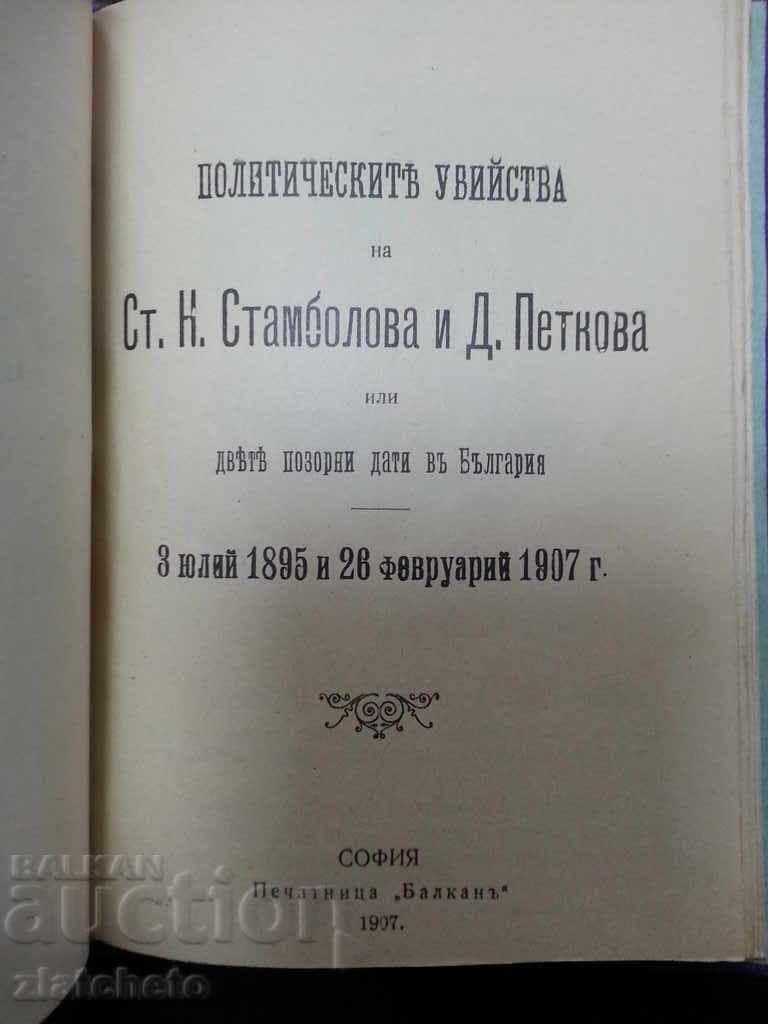 ПОЛИТИЧЕСКИТѢ УБИЙСТВА
на
Ст. К. Стамболова и Д. Петкова
или
двѣтѣ позорни дати въ България
3 юлий 1895 и 26 февруарий 1907 г.
СОФИЯ
Печатница „Балканъ“
1907.
BALKAN
auction
zlatcheto